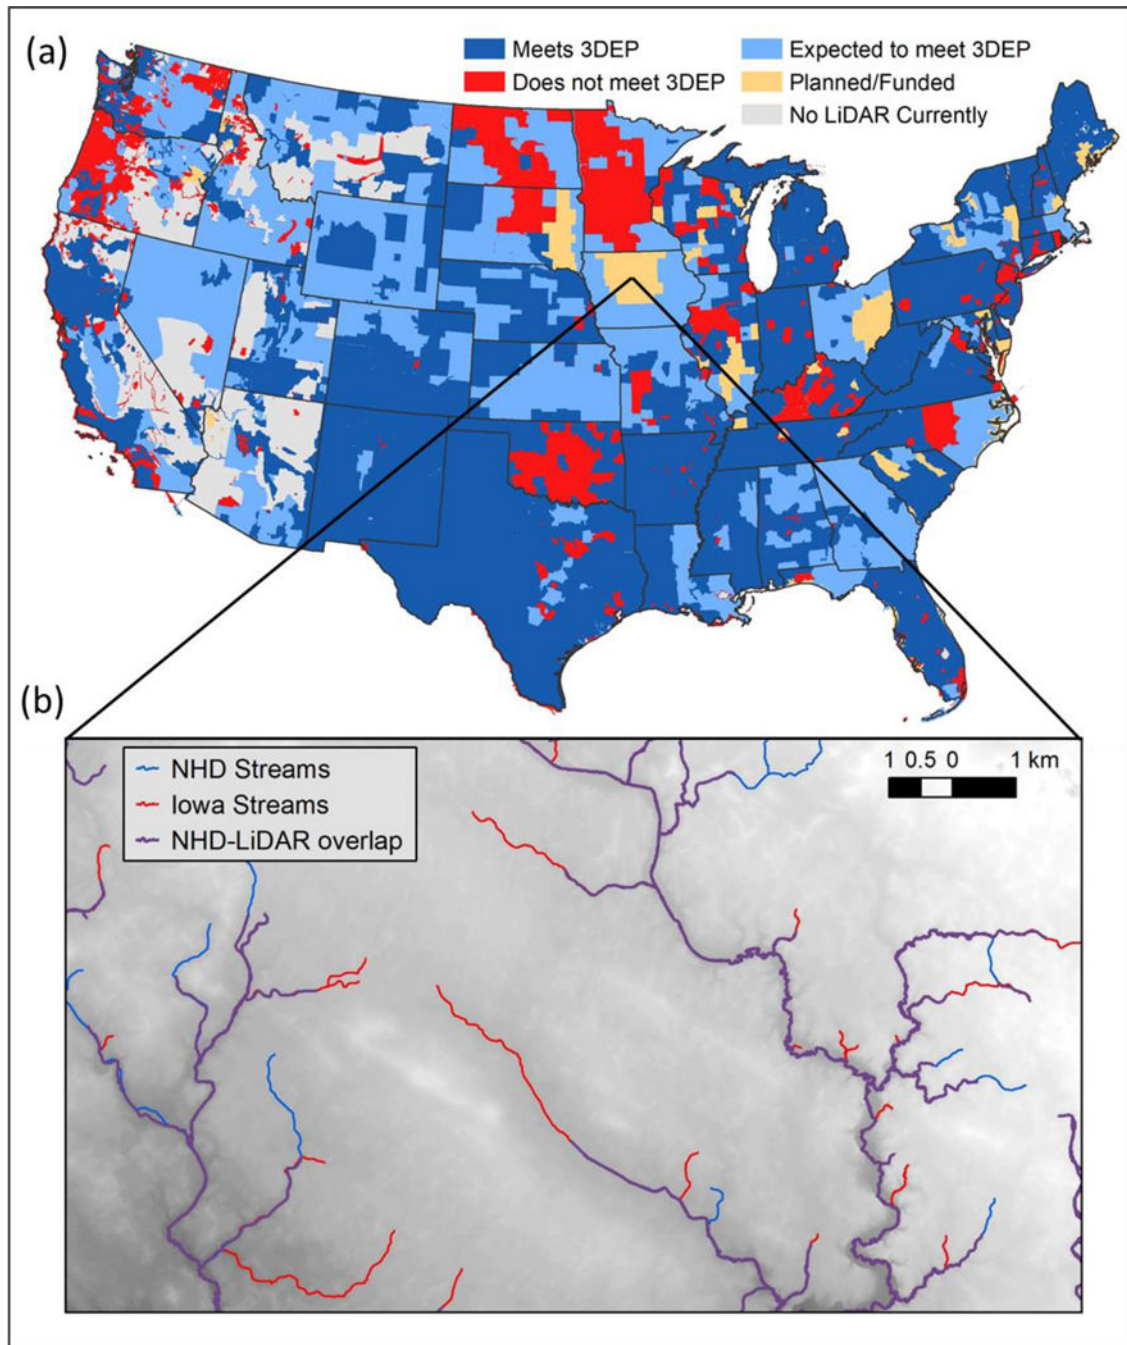 (a)
Meets 3DEP
Does not meet 3DEP
Expected to meet 3DEP
Planned/Funded
No LiDAR Currently
(b)
NHD Streams
Iowa Streams
NHD-LiDAR overlap
1 0.5 0 1 km